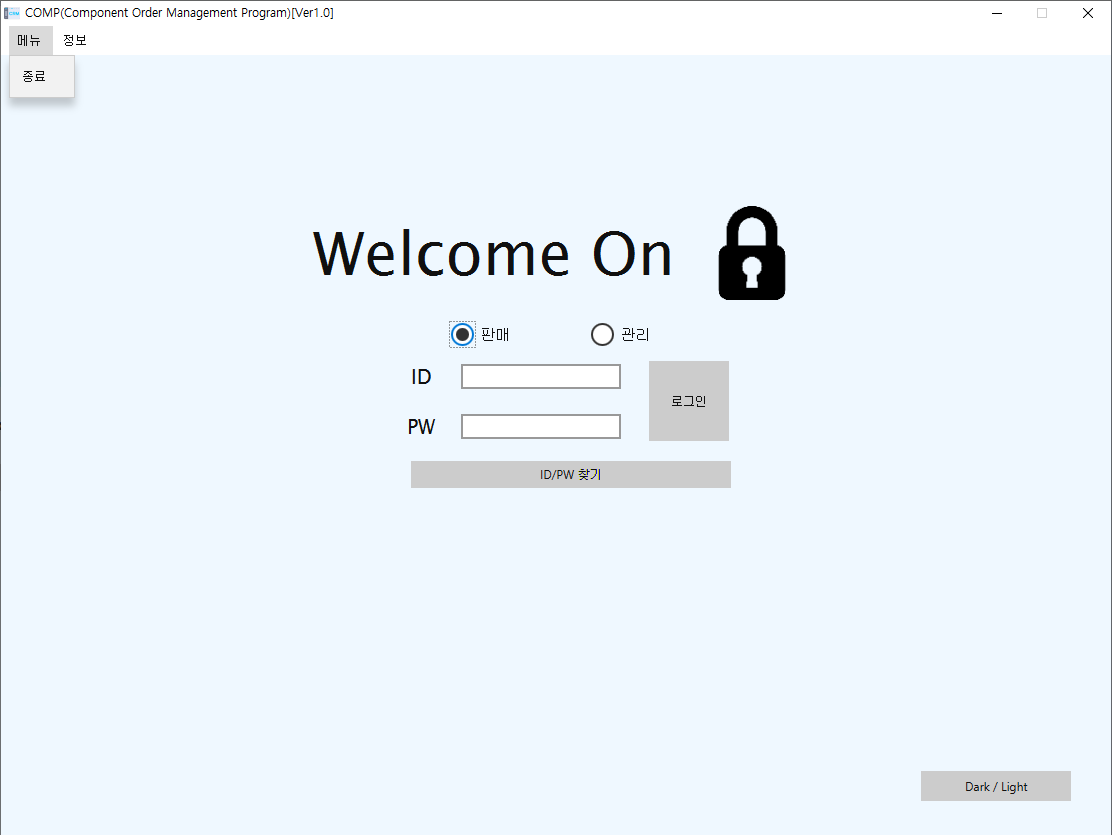 COMP(Component Order Management Program)[Ver1.0]
메뉴 정보
종료
Welcome On
판매 관리
ID
로그인
PW
ID/PW 찾기
Dark / Light